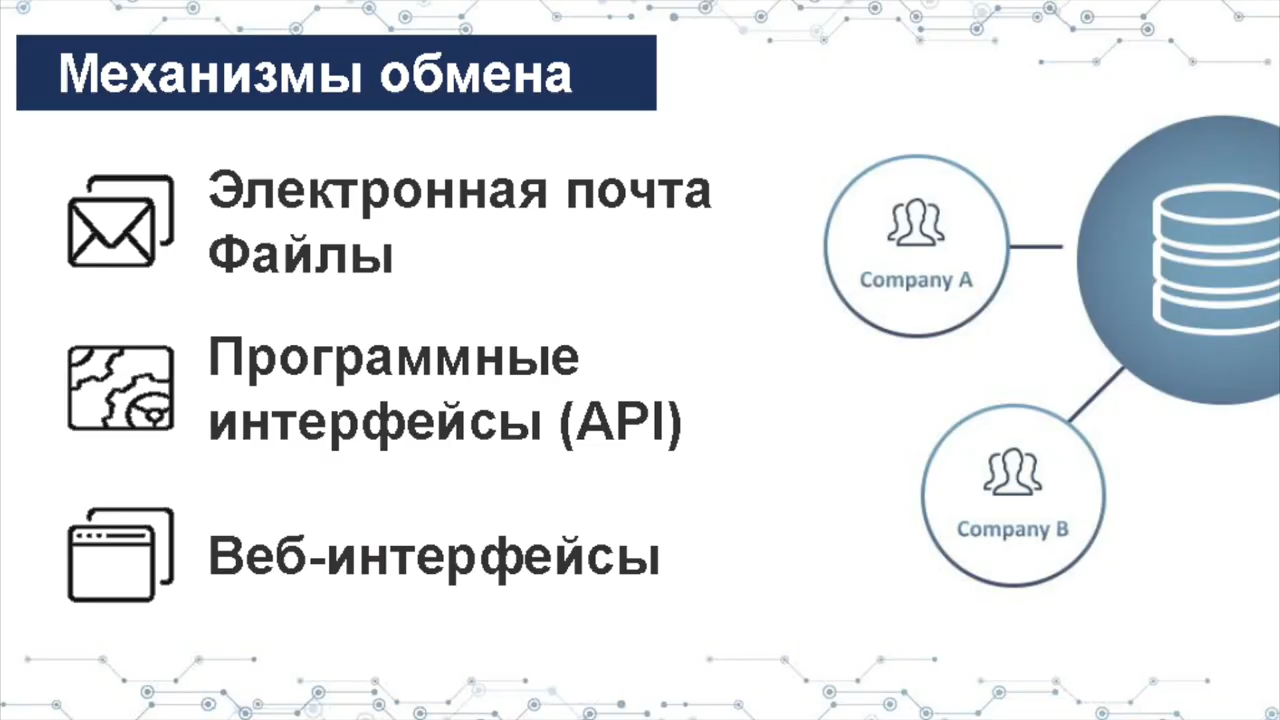 Механизмы обмена
Электронная почта
Файлы
Программные
интерфейсы (API)
Веб-интерфейсы
Company A
Company B